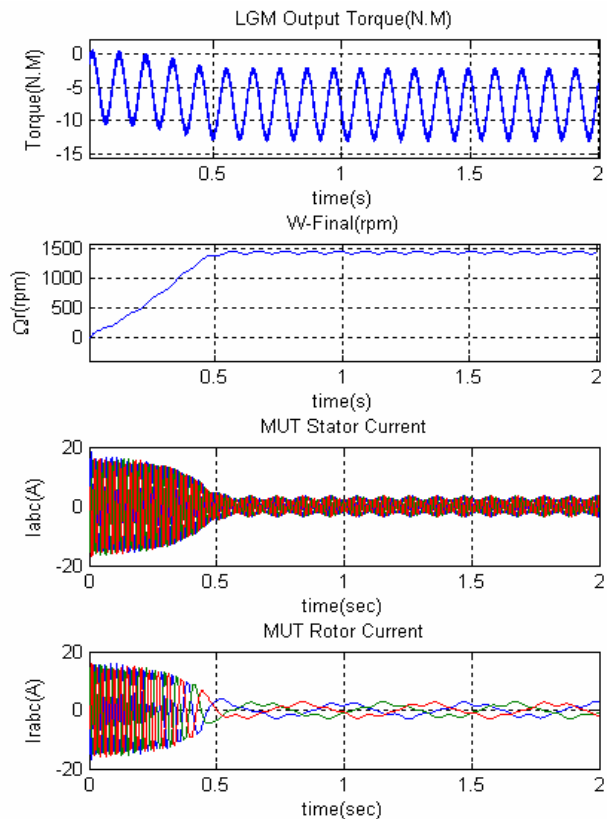 LGM Output Torque(N.M)
Torque(N.M)
0
-5
-10
-15
0.5
1
1.5
2
time(s)
W-Final(rpm)
Ωr(rpm)
1500
1000
500
0
0.5
1
1.5
2
time(s)
MUT Stator Current
Iabc(A)
20
0
-20
0
0.5
1
1.5
2
time(sec)
MUT Rotor Current
Irabc(A)
20
0
-20
0
0.5
1
1.5
2
time(sec)